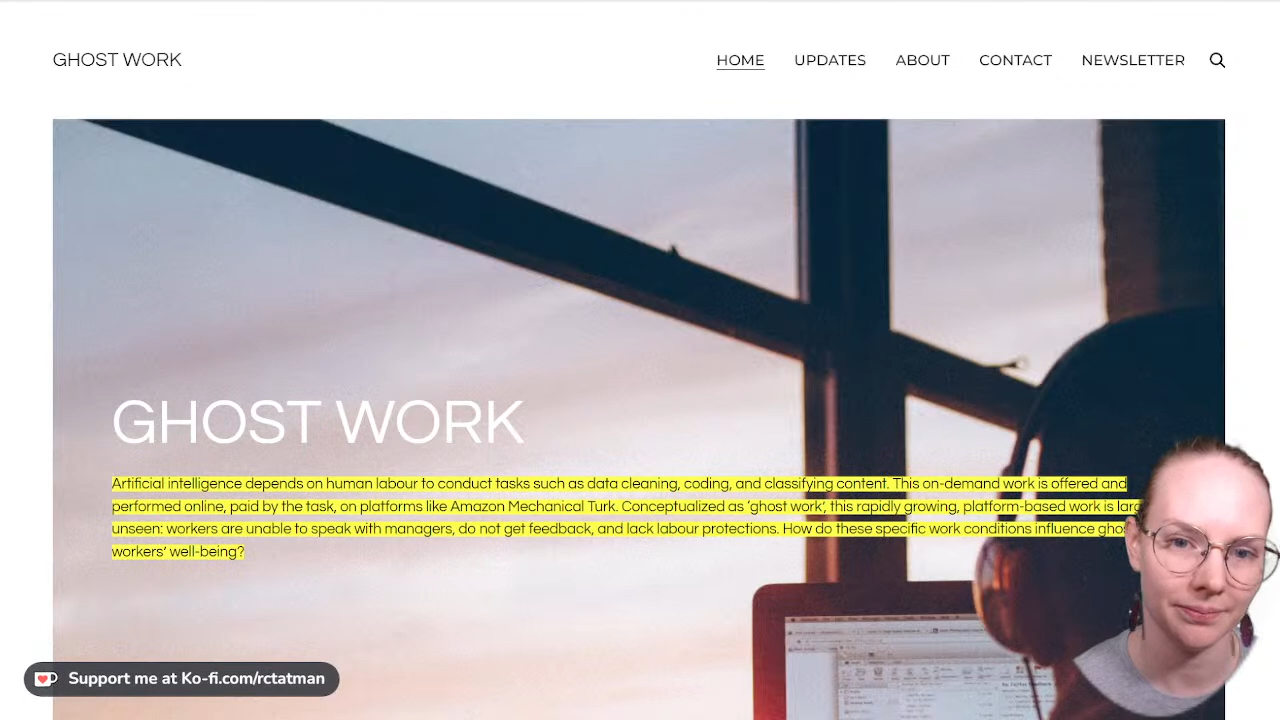 GHOST WORK
HOME UPDATES ABOUT CONTACT NEWSLETTER
GHOST WORK
Artificial intelligence depends on human labour to conduct tasks such as data cleaning, coding, and classifying content. This on-demand work is offered and
performed online, paid by the task, on platforms like Amazon Mechanical Turk. Conceptualized as ‘ghost work’, this rapidly growing, platform-based work is
unseen: workers are unable to speak with managers, do not get feedback, and lack labour protections. How do these specific work conditions influence
workers’ well-being?
Support me at Ko-fi.com/rctatman